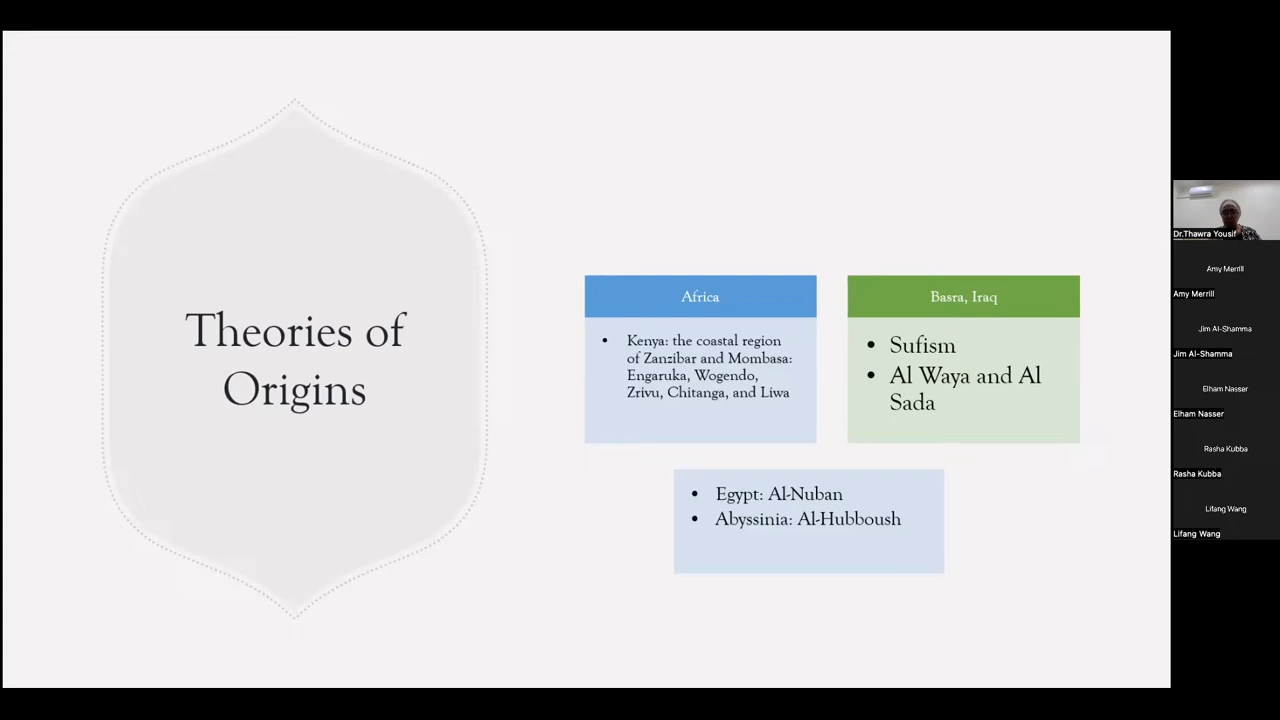 Theories of
Origins
Africa
• Kenya: the coastal region
of Zanzibar and Mombasa:
Engaruka, Wogendo,
Zrivu, Chitanga, and Liwa
Basra, Iraq
• Sufism
• Al Waya and Al
Sada
• Egypt: Al-Nuban
• Abyssinia: Al-Hubboush
Dr.Thawra Yousif
Amy Merrill
Amy Merrill
Jim Al-Shamma
Jim Al-Shamma
Elham Nasser
Elham Nasser
Rasha Kubba
Rasha Kubba
Lifang Wang
Lifang Wang